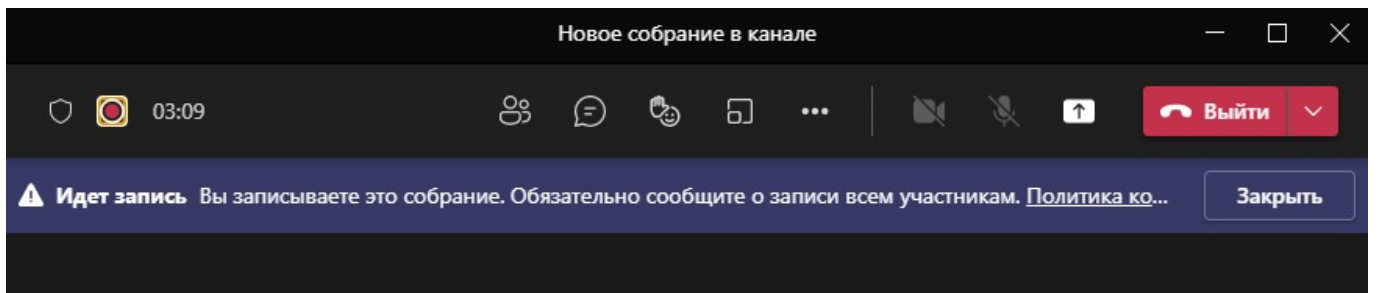 Новое собрание в канале
03:09
Выйти
Идет запись Вы записываете это собрание. Обязательно сообщите о записи всем участникам. Политика ко...
Закрыть